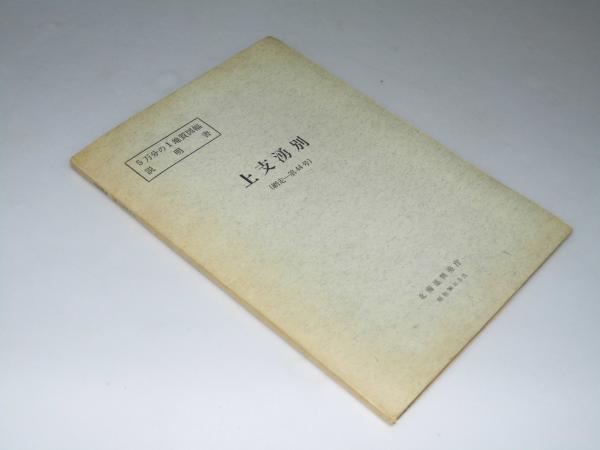 5万分の1地質図幅
説明書
上支湧別
(網走—第44号)
北海道開発庁